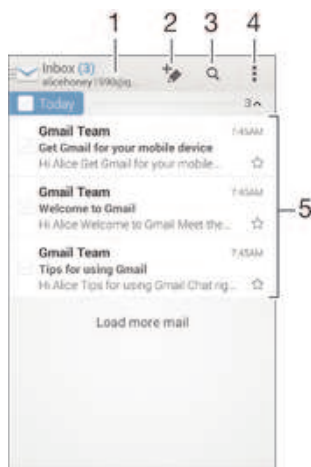 1 2 3 4
Inbox (3)
Today 3
Gmail Team 7:45AM
Get Gmail for your mobile device
Hi Alice Get Gmail for your mobile...
Gmail Team 7:45AM
Welcome to Gmail
Hi Alice Welcome to Gmail Meet the...
5
Gmail Team 7:45AM
Tips for using Gmail
Hi Alice Tips for using Gmail Chat rig...
Load more mail